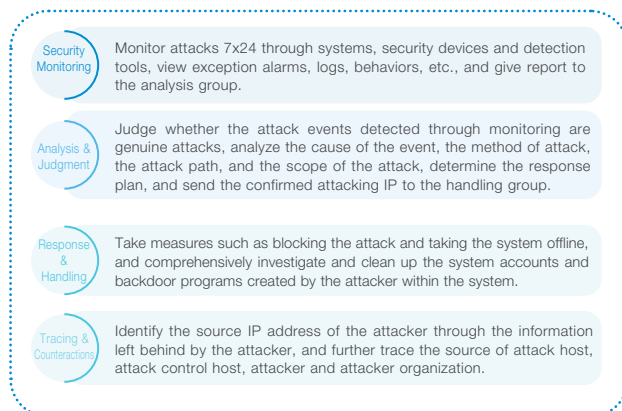 Security
Monitoring
Monitor attacks 7x24 through systems, security devices and detection
tools, view exception alarms, logs, behaviors, etc., and give report to
the analysis group.
Analysis &
Judgment
Judge whether the attack events detected through monitoring are
genuine attacks, analyze the cause of the event, the method of attack,
the attack path, and the scope of the attack, determine the response
plan, and send the confirmed attacking IP to the handling group.
Response
&
Handling
Take measures such as blocking the attack and taking the system offline,
and comprehensively investigate and clean up the system accounts and
backdoor programs created by the attacker within the system.
Tracing &
Counteractions
Identify the source IP address of the attacker through the information
left behind by the attacker, and further trace the source of attack host,
attack control host, attacker and attacker organization.